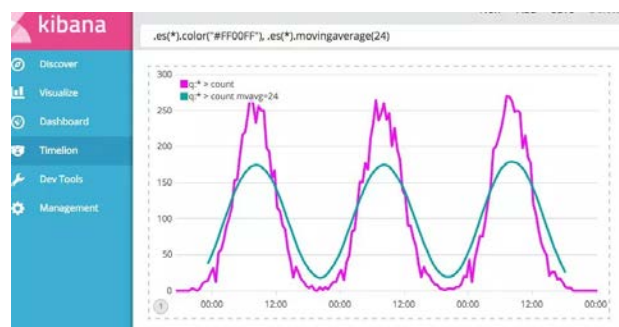 kibana
.es(*).color("#FF00FF"), .es(*).movingaverage(24)
Discover
Visualize
Dashboard
Timelion
Dev Tools
Management
300
250
200
150
100
50
0
q:* > count
q:* > count mvavg=24
00:00 12:00 00:00 12:00 00:00 12:00 00:00
1